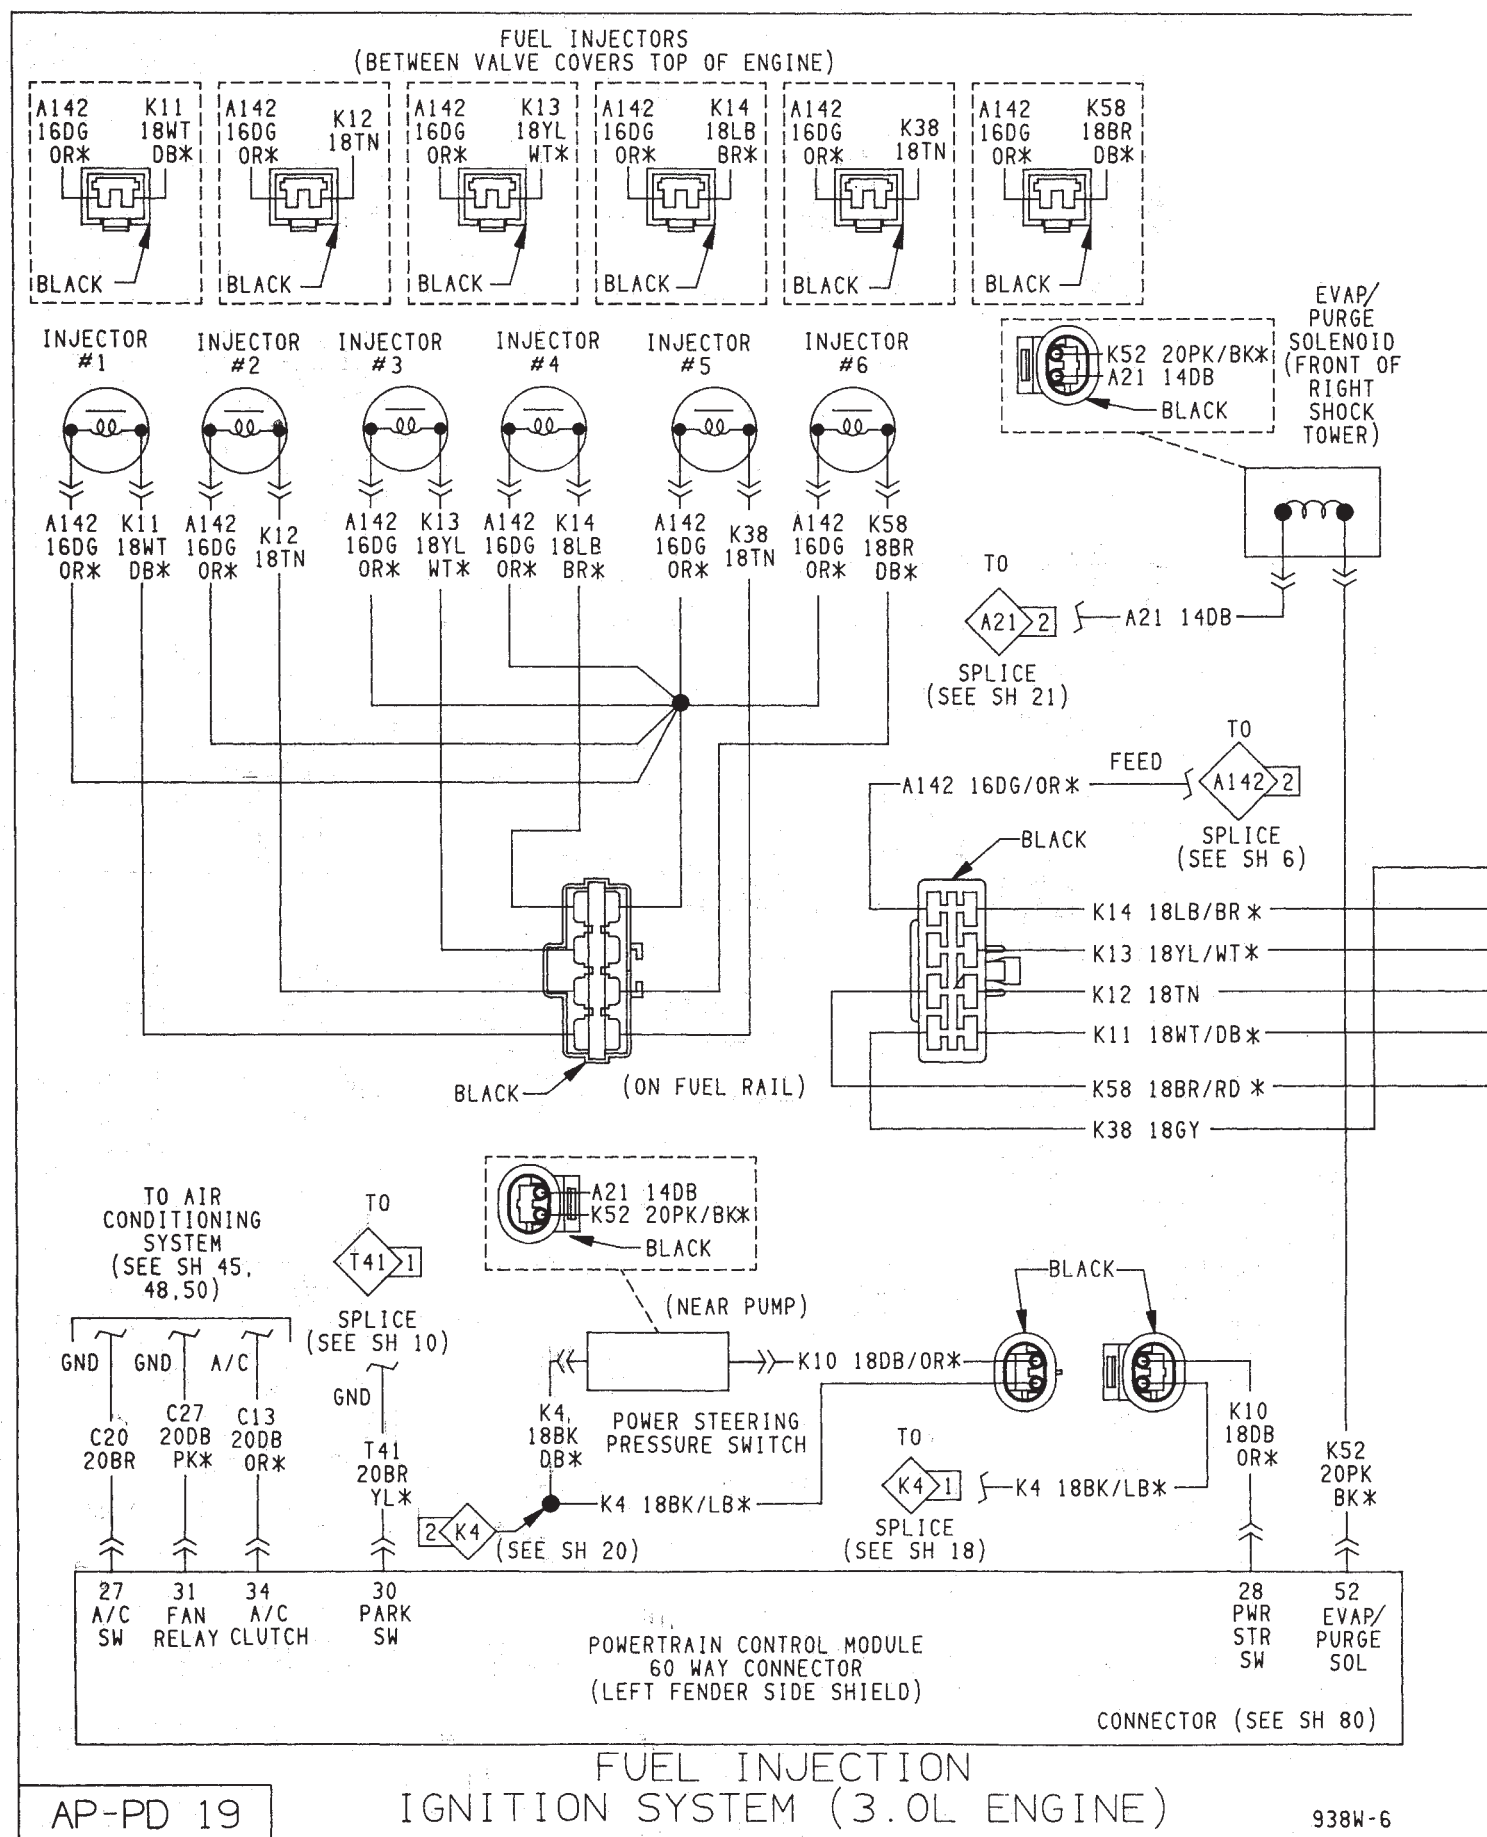 FUEL INJECTORS
(BETWEEN VALVE COVERS TOP OF ENGINE)
A142 K11
16DG 18WT
OR* DB*
BLACK
A142 K12
16DG 18TN
OR*
BLACK
A142 K13
16DG 18YL
OR* WT*
BLACK
A142 K14
16DG 18LB
OR* BR*
BLACK
A142 K38
16DG 18TN
OR*
BLACK
A142 K58
16DG 18BR
OR* DB*
BLACK
INJECTOR
#1
INJECTOR
#2
INJECTOR
#3
INJECTOR
#4
INJECTOR
#5
INJECTOR
#6
K52 20PK/BK*
A21 14DB
BLACK
EVAP/
PURGE
SOLENOID
(FRONT OF
RIGHT
SHOCK
TOWER)
A142 K11
16DG 18WT
OR* DB*
A142 K12
16DG 18TN
OR*
A142 K13
16DG 18YL
OR* WT*
A142 K14
16DG 18LB
OR* BR*
A142 K38
16DG 18TN
OR*
A142 K58
16DG 18BR
OR* DB*
TO
A21 2
A21 14DB
SPLICE
(SEE SH 21)
TO
FEED
A142 16DG/OR*
A142 2
SPLICE
(SEE SH 6)
BLACK
K14 18LB/BR*
K13 18YL/WT*
K12 18TN
K11 18WT/DB*
K58 18BR/RD *
K38 18GY
BLACK
(ON FUEL RAIL)
TO AIR
CONDITIONING
SYSTEM
(SEE SH 45,
48,50)
TO
T41 1
SPLICE
(SEE SH 10)
A21 14DB
K52 20PK/BK*
BLACK
(NEAR PUMP)
BLACK
GND
GND
A/C
GND
K10 18DB/OR*
POWER STEERING
PRESSURE SWITCH
K4,
18BK
DB*
C20
20BR
C27
20DB
PK*
C13
20DB
OR*
T41
20BR
YL*
K4 18BK/LB*
2 K4
(SEE SH 20)
TO
K4 1
K4 18BK/LB*
SPLICE
(SEE SH 18)
K10
18DB
OR*
K52
20PK
BK*
27
A/C
SW
31
FAN
RELAY
34
A/C
CLUTCH
30
PARK
SW
28
PWR
STR
SW
52
EVAP/
PURGE
SOL
POWERTRAIN CONTROL MODULE
60 WAY CONNECTOR
(LEFT FENDER SIDE SHIELD)
CONNECTOR (SEE SH 80)
FUEL INJECTION
IGNITION SYSTEM (3.0L ENGINE)
AP-PD 19
938W-6